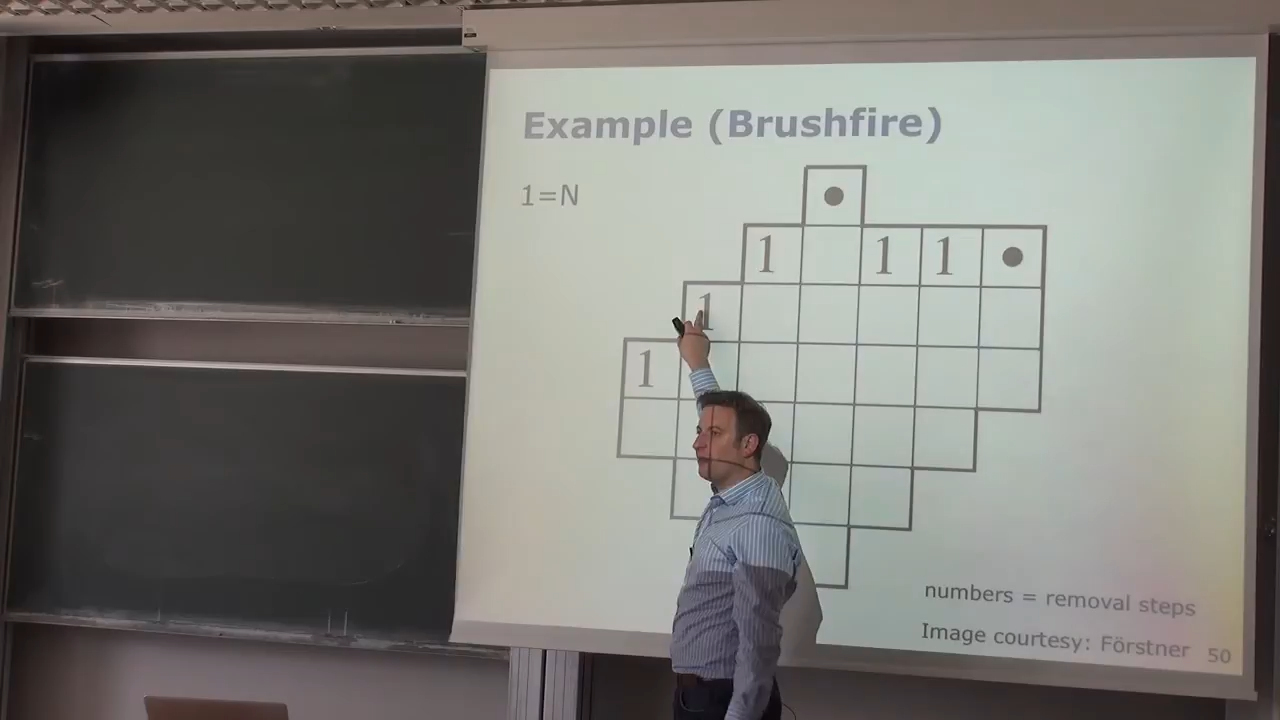 Example (Brushfire)
1=N
1 1 1
1
1
numbers = removal steps
Image courtesy: Förstner 50